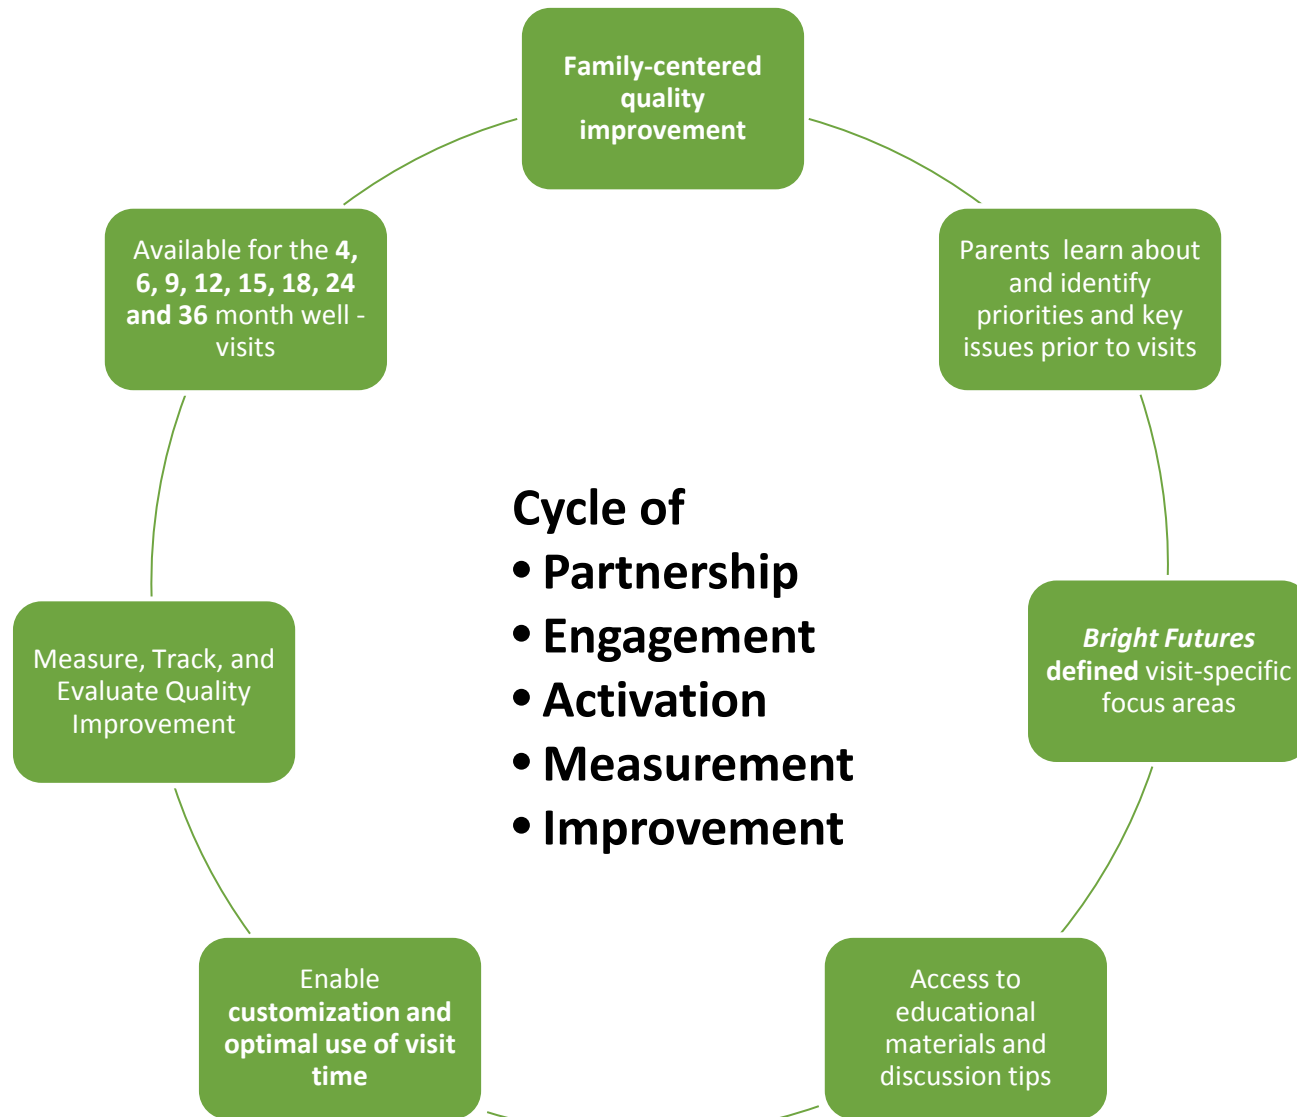 Family-centered
quality
improvement
Parents learn about
and identify
priorities and key
issues prior to visits
Bright Futures
defined visit-specific
focus areas
Access to
educational
materials and
discussion tips
Enable
customization and
optimal use of visit
time
Measure, Track, and
Evaluate Quality
Improvement
Available for the 4,
6, 9, 12, 15, 18, 24
and 36 month well -
visits
Cycle of
• Partnership
• Engagement
• Activation
• Measurement
• Improvement